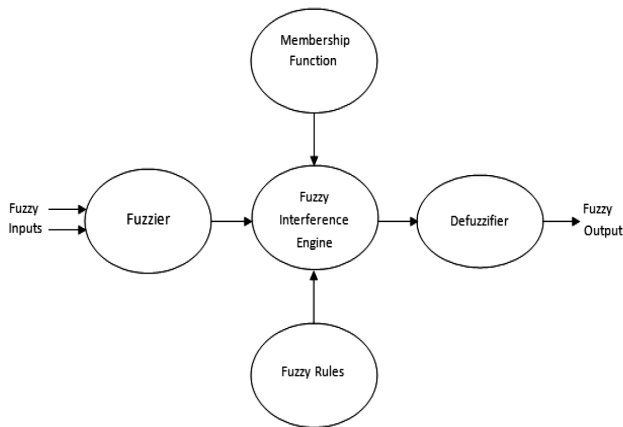 Membership
Function
Fuzzy
Inputs
Fuzzier
Fuzzy
Interference
Engine
Defuzzifier
Fuzzy
Output
Fuzzy Rules